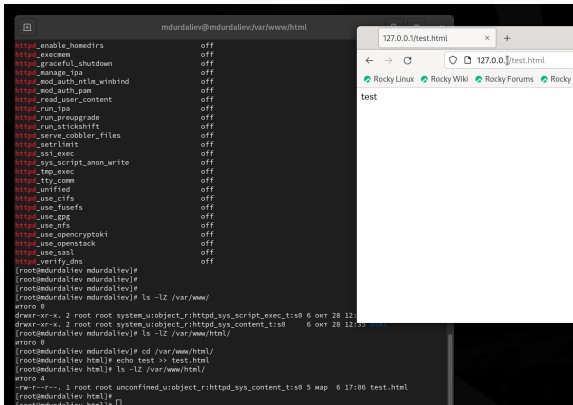 mdurdaliev@mdurdaliev:/var/www/html
httpd_enable_homedirs off
httpd_execmem off
httpd_graceful_shutdown off
httpd_manage_ipa off
httpd_mod_auth_ntlm_winbind off
httpd_mod_auth_pam off
httpd_read_user_content off
httpd_run_ipa off
httpd_run_preupgrade off
httpd_run_stickshift off
httpd_serve_cobbler_files off
httpd_setrlimit off
httpd_ssi_exec off
httpd_sys_script_anon_write off
httpd_tmp_exec off
httpd_tty_comm off
httpd_unified off
httpd_use_cifs off
httpd_use_fusefs off
httpd_use_gpg off
httpd_use_nfs off
httpd_use_opencryptoki off
httpd_use_openstack off
httpd_use_sasl off
httpd_verify_dns off
[root@mdurdaliev mdurdaliev]#
[root@mdurdaliev mdurdaliev]#
[root@mdurdaliev mdurdaliev]#
[root@mdurdaliev mdurdaliev]# ls -lZ /var/www/
итого 0
drwxr-xr-x. 2 root root system_u:object_r:httpd_sys_script_exec_t:s0 6 окт 28 12:
drwxr-xr-x. 2 root root system_u:object_r:httpd_sys_content_t:s0 6 окт 28 12:35 html
[root@mdurdaliev mdurdaliev]# ls -lZ /var/www/html/
итого 0
[root@mdurdaliev mdurdaliev]# cd /var/www/html/
[root@mdurdaliev html]# echo test >> test.html
[root@mdurdaliev html]# ls -lZ /var/www/html/
итого 4
-rw-r--r--. 1 root root unconfined_u:object_r:httpd_sys_content_t:s0 5 мар 6 17:06 test.html
[root@mdurdaliev html]#
[root@mdurdaliev html]#
127.0.0.1/test.html
127.0.0.1/test.html
Rocky Linux Rocky Wiki Rocky Forums Rocky
test